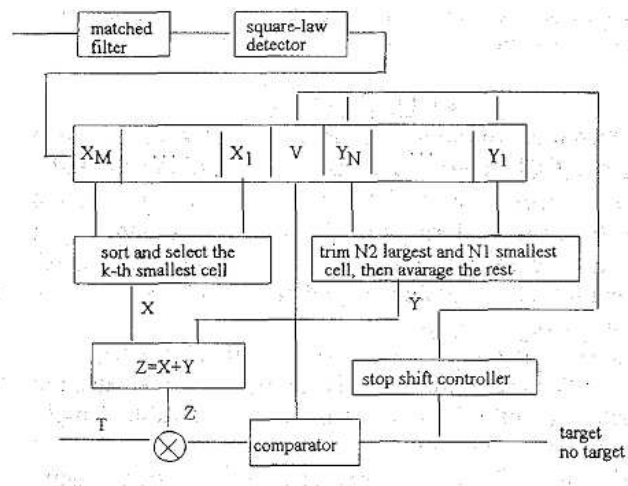 matched
filter
square-law
detector
X_M
....
X_1
V
Y_N
...
Y_1
sort and select the
k-th smallest cell
trim N2 largest and N1 smallest
cell, then avarage the rest
X
Y
Z=X+Y
stop shift controller
Z
T
comparator
target
no target